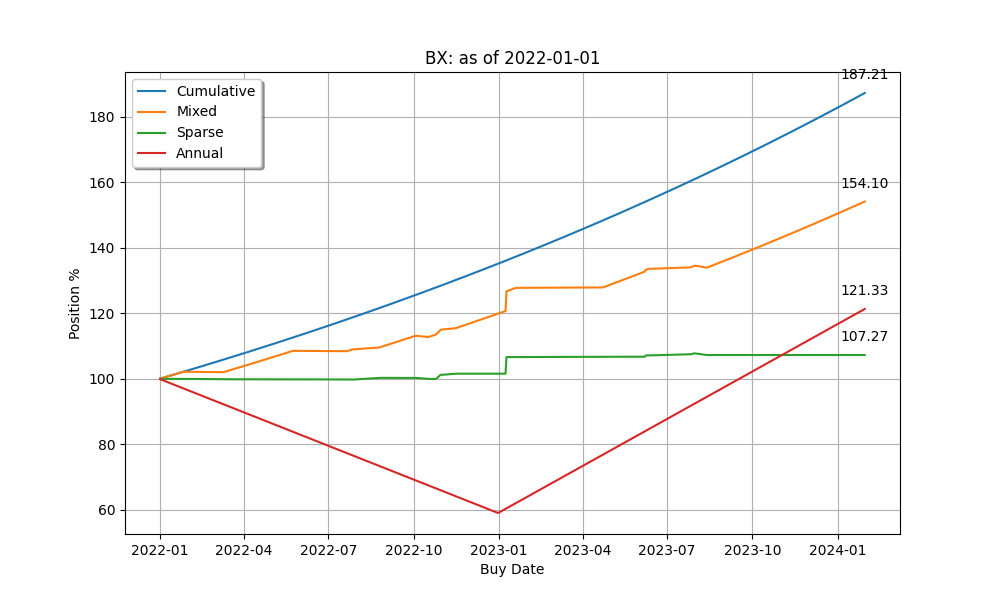 BX: as of 2022-01-01
187.21
Cumulative
Mixed
Sparse
Annual
180
160
154.10
140
Position %
120
121.33
107.27
100
80
60
2022-01 2022-04 2022-07 2022-10 2023-01 2023-04 2023-07 2023-10 2024-01
Buy Date